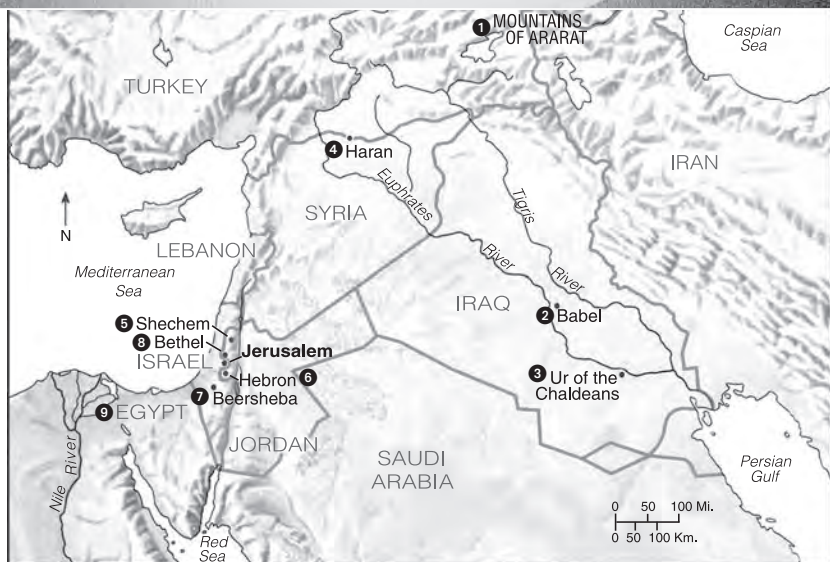 1 MOUNTAINS
OF ARARAT
Caspian
Sea
TURKEY
4 Haran
IRAN
Euphrates
Tigris
SYRIA
N
LEBANON
Mediterranean
Sea
River
River
IRAQ
2 Babel
5 Shechem
8 Bethel
Jerusalem
ISRAEL
Hebron 6
3 Ur of the
Chaldeans
7 Beersheba
9 EGYPT
JORDAN
SAUDI
ARABIA
Nile River
Persian
Gulf
Red
Sea
0 50 100 Mi.
0 50 100 Km.